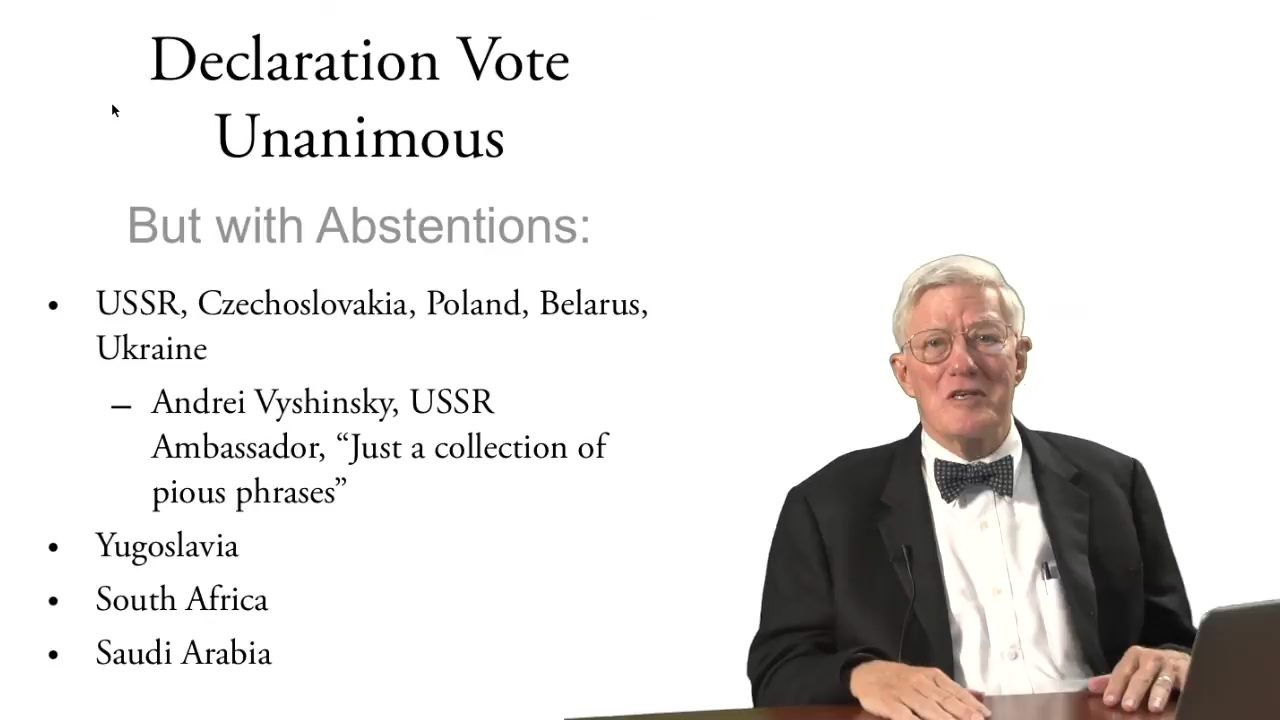 Declaration Vote
Unanimous
But with Abstentions:
• USSR, Czechoslovakia, Poland, Belarus,
Ukraine
– Andrei Vyshinsky, USSR
Ambassador, “Just a collection of
pious phrases”
• Yugoslavia
• South Africa
• Saudi Arabia